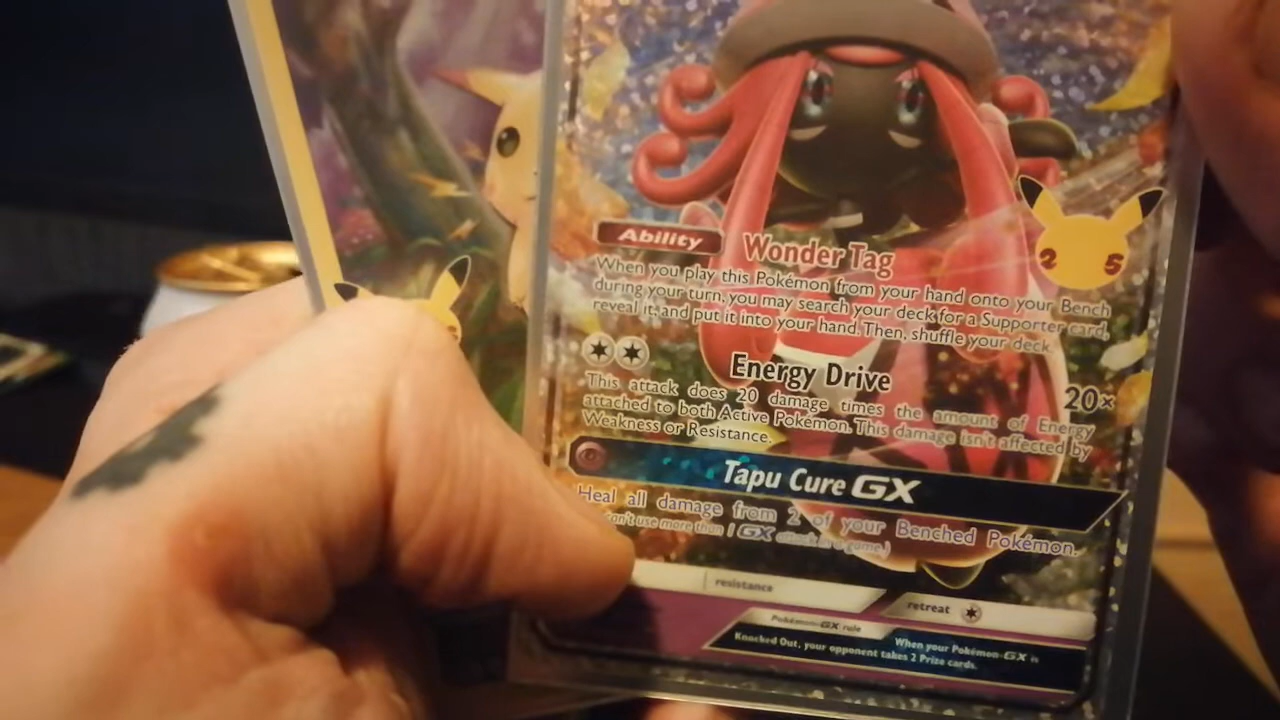 Ability Wonder Tag
When you play this Pokémon from your hand onto your Bench
during your turn, you may search your deck for a Supporter card,
reveal it, and put it into your hand. Then, shuffle your deck.
2 5
Energy Drive 20×
This attack does 20 damage times the amount of Energy
attached to both Active Pokémon. This damage isn't affected by
Weakness or Resistance.
Tapu Cure GX
Heal all damage from 2 of your Benched Pokémon.
can't use more than 1 GX attack in a game.)
resistance
retreat
Pokémon-GX rule
When your Pokémon-GX is
Knocked Out, your opponent takes 2 Prize cards.